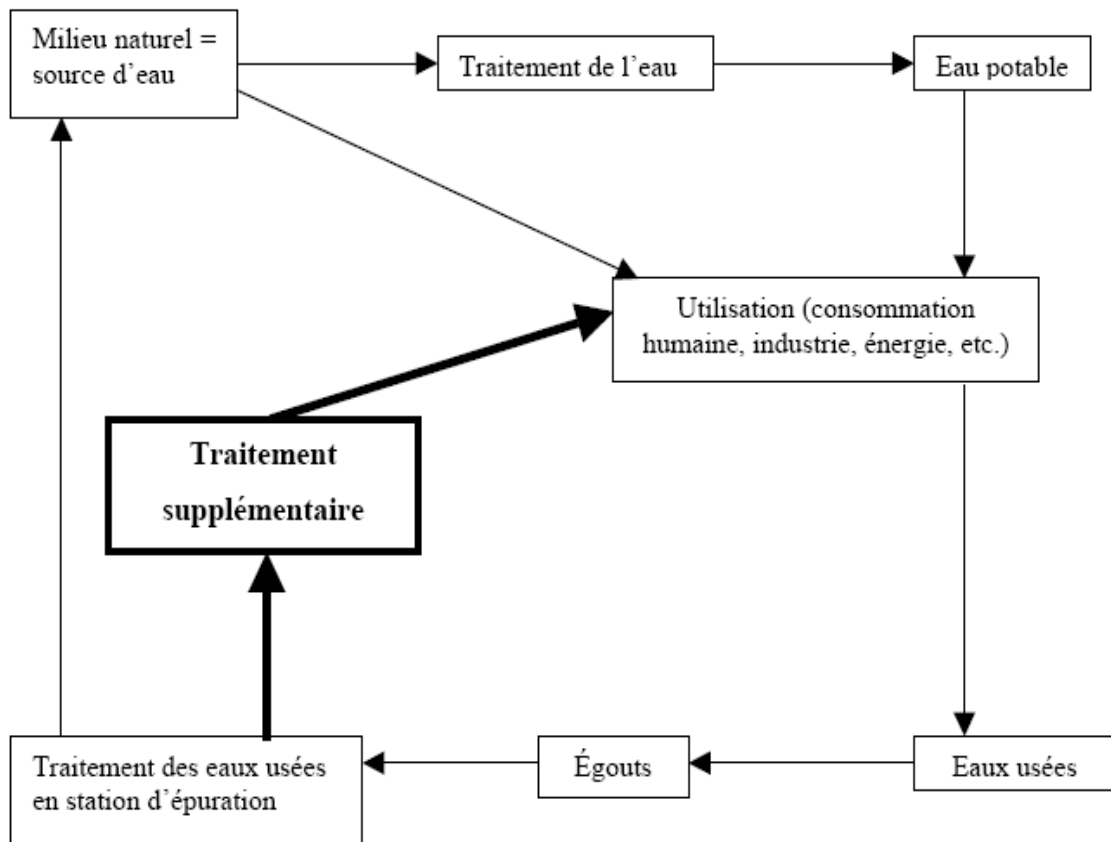 Milieu naturel =
source d'eau
Traitement de l'eau
Eau potable
Utilisation (consommation
humaine, industrie, énergie, etc.)
Traitement
supplémentaire
Traitement des eaux usées
en station d'épuration
Égouts
Eaux usées